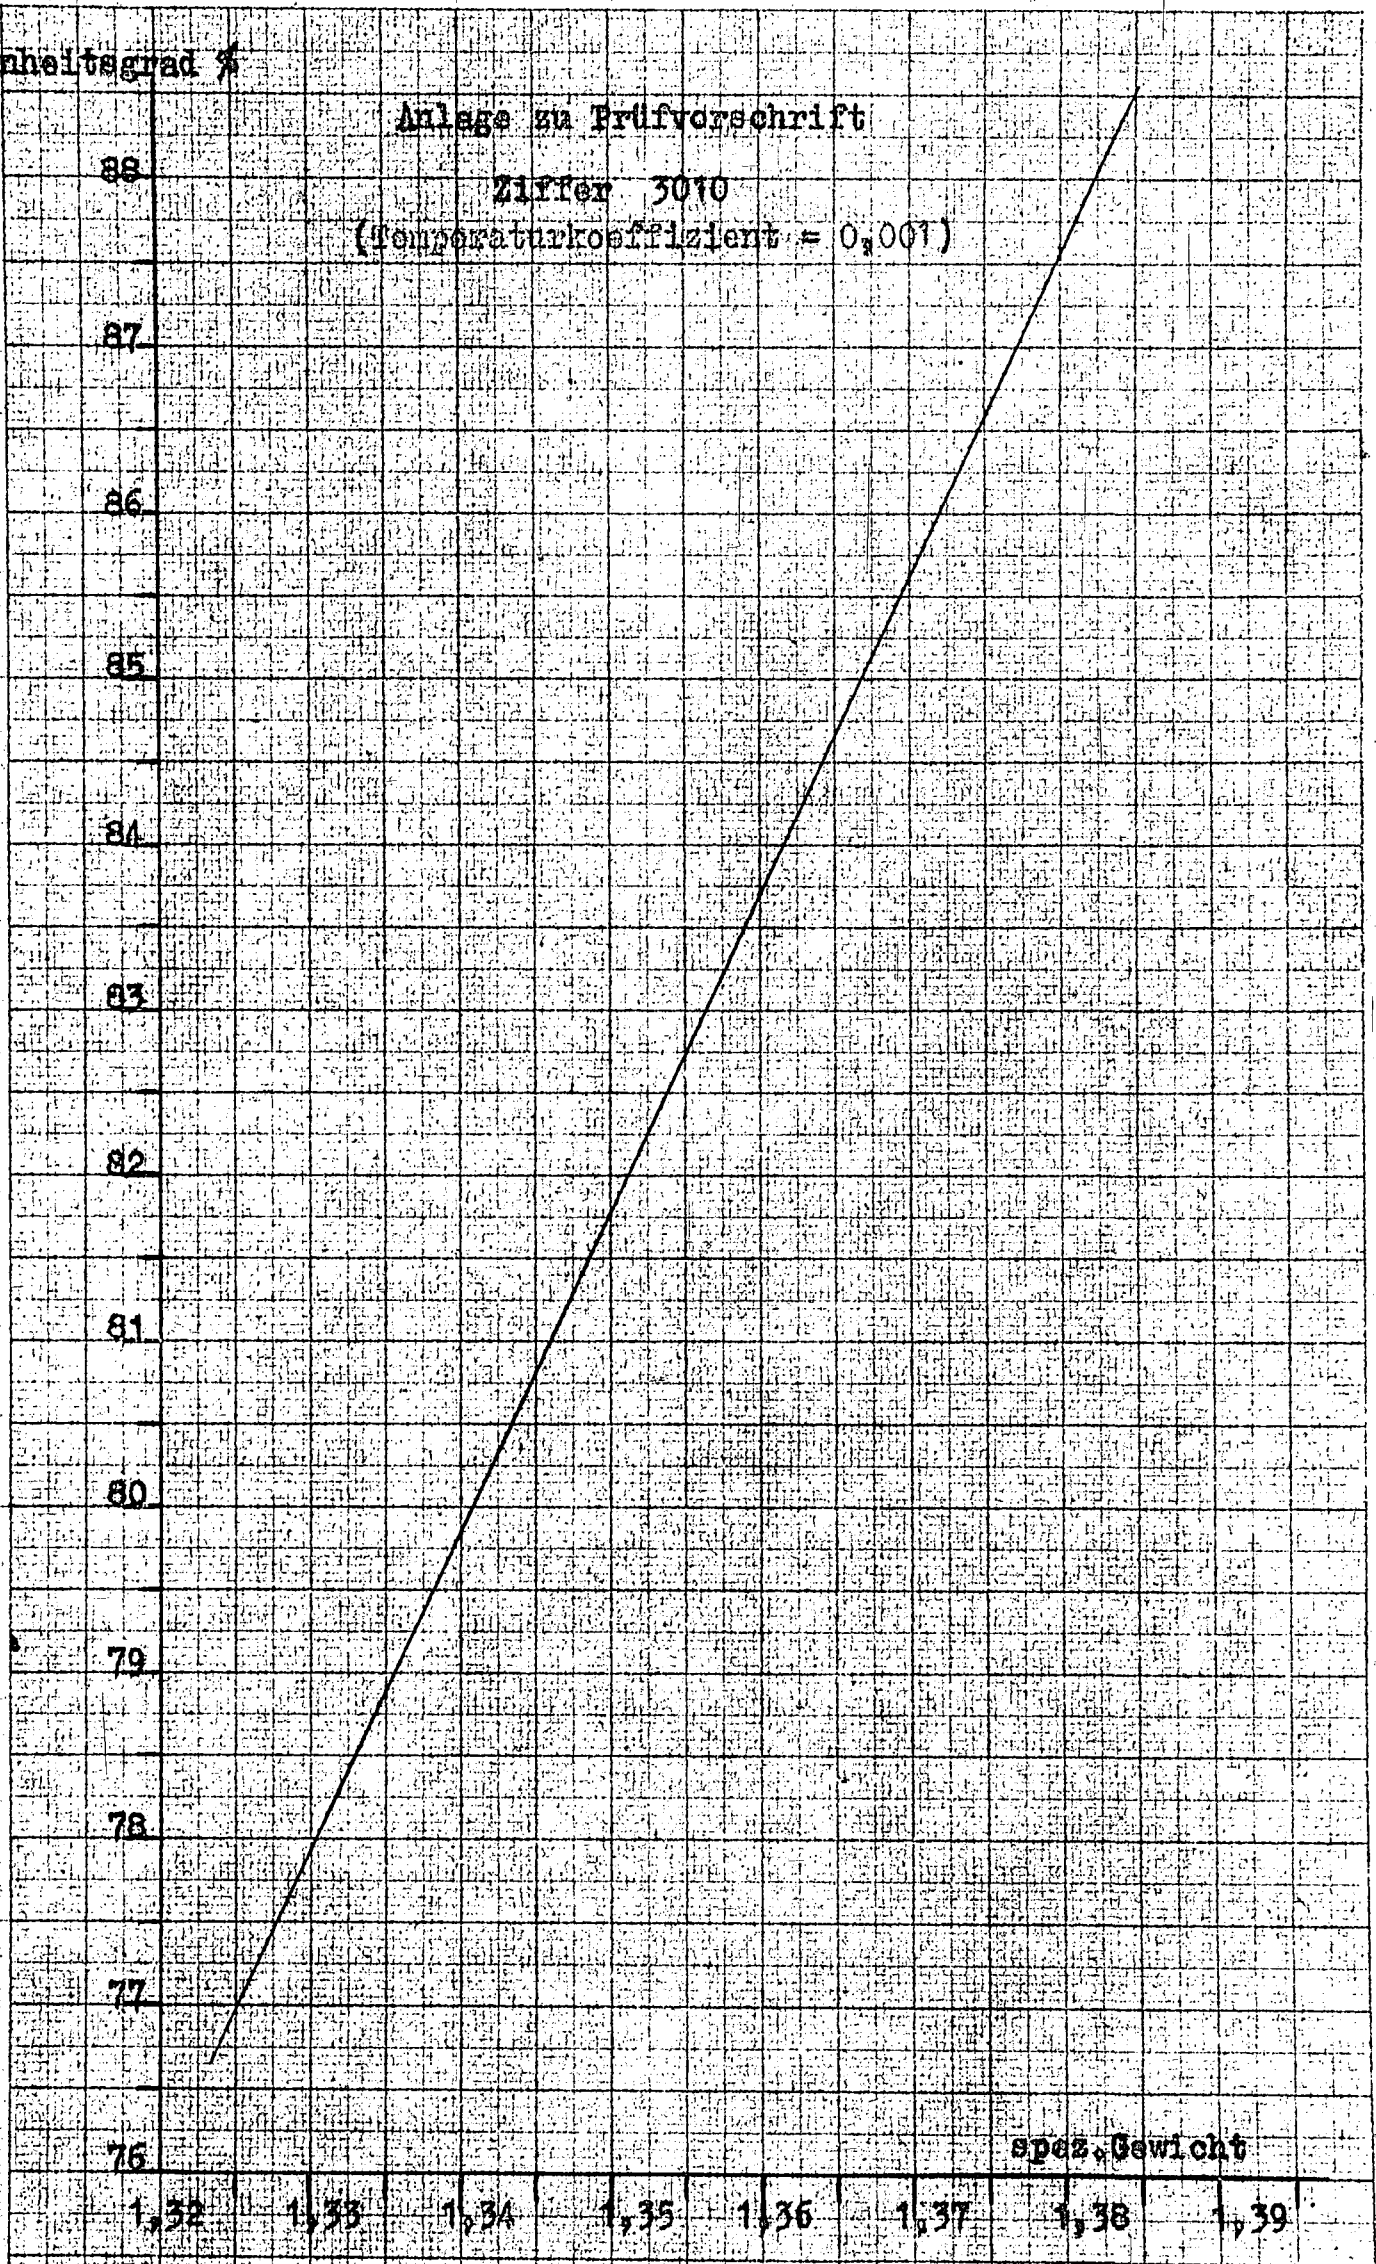 nheitsgrad %
Anlage zu Prüfvorschrift
88
Ziffer 3010
(Temperaturkoeffizient = 0,001)
87
86
85
84
83
82
81
80
79
78
77
spez.Gewicht
76
1,32 1,33 1,34 1,35 1,36 1,37 1,38 1,39